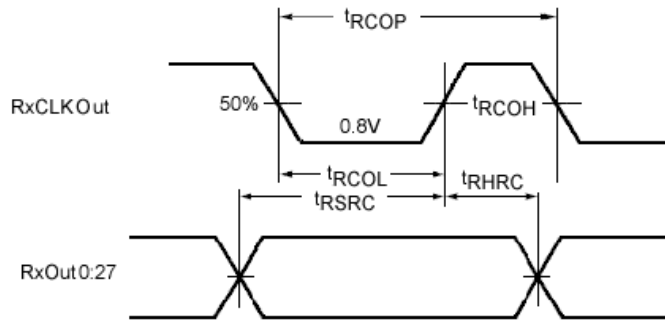 tRCOP
RxCLKOut
50%
0.8V
tRCOH
tRCOL
tRHRC
tRSRC
RxOut0:27